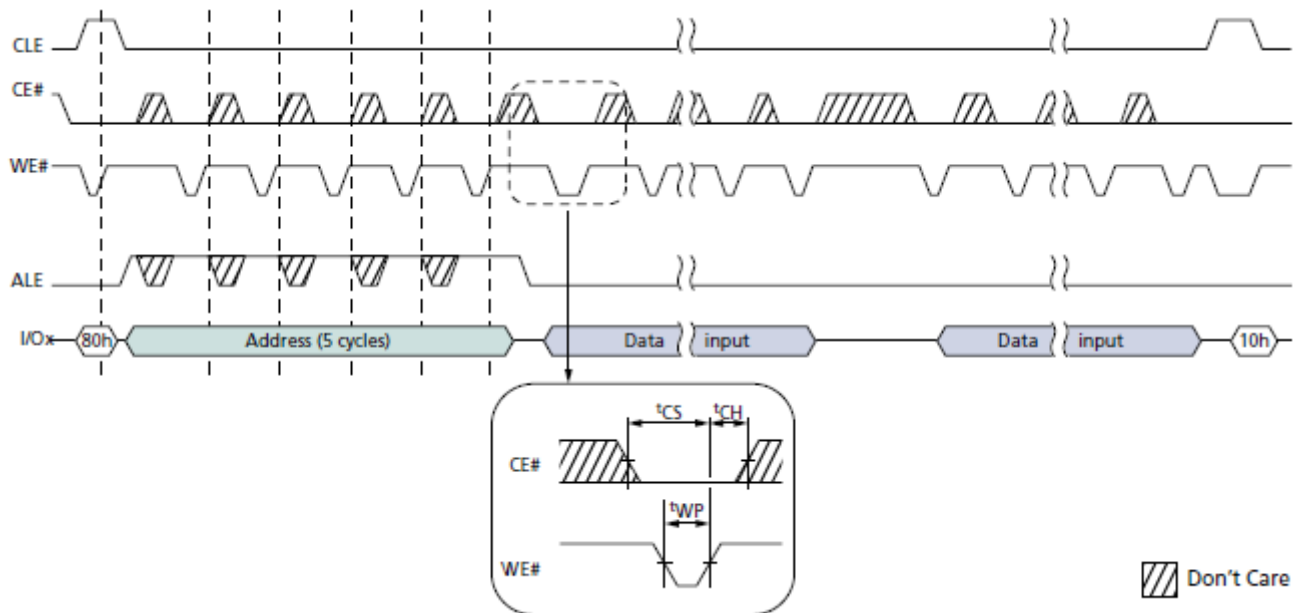 CLE
CE#
WE#
ALE
I/Ox 80h Address (5 cycles) Data input Data input 10h
tCS tCH
CE#
tWP
WE#
Don't Care